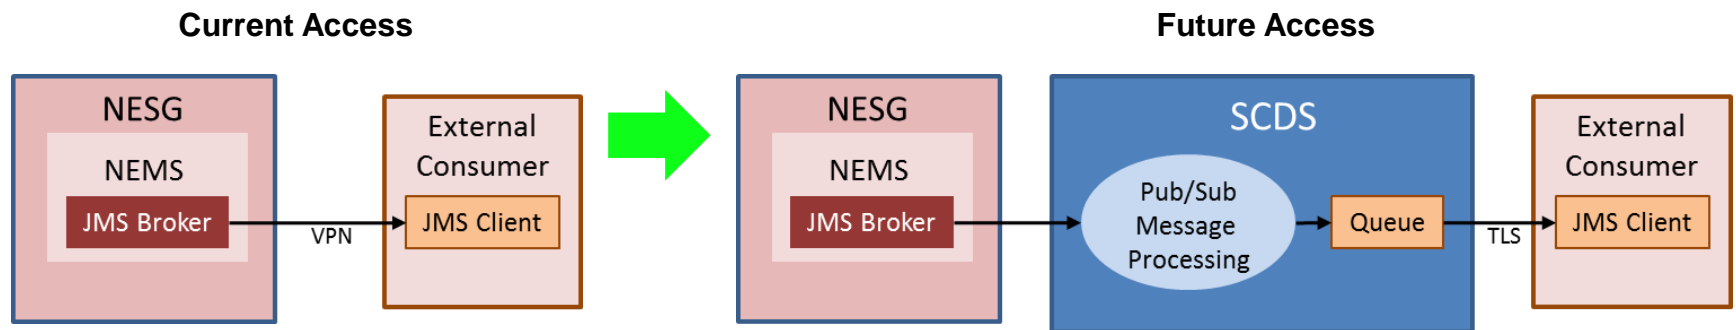 Current Access
NESG
NEMS
JMS Broker
VPN
External
Consumer
JMS Client
Future Access
NESG
NEMS
JMS Broker
SCDS
Pub/Sub
Message
Processing
Queue
TLS
External
Consumer
JMS Client